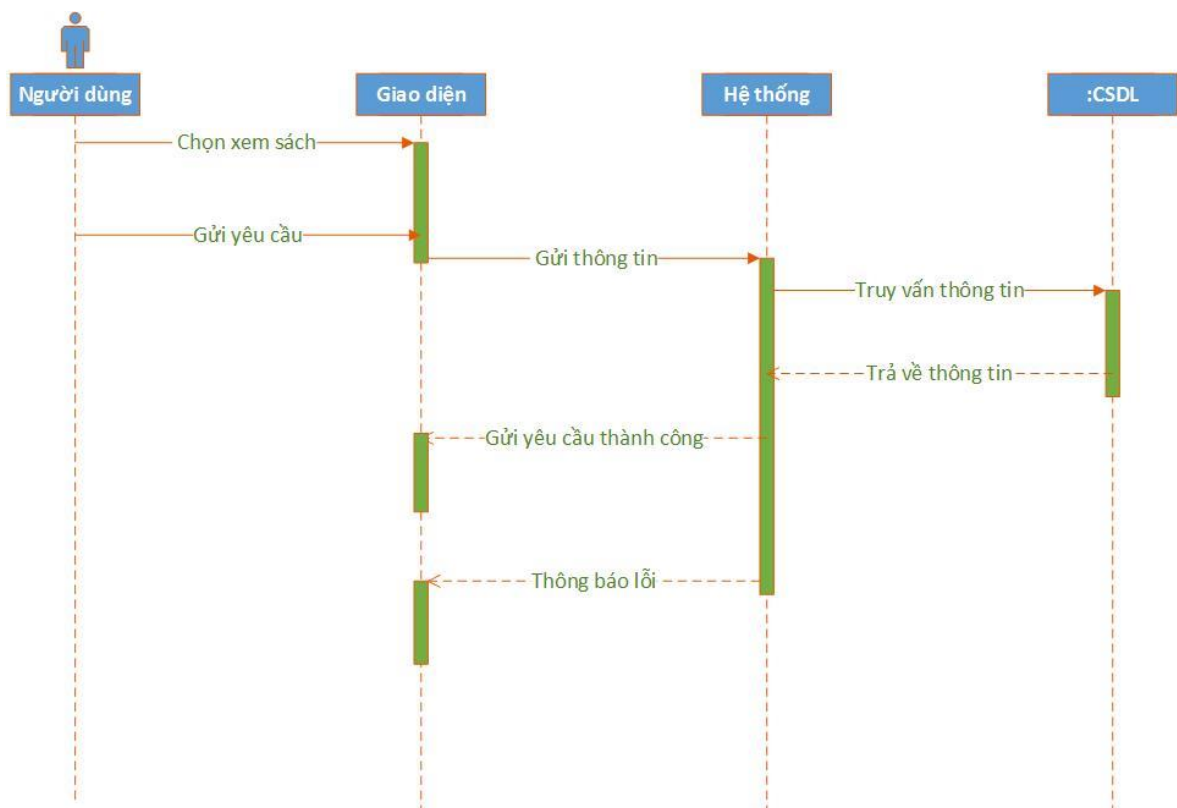 Người dùng
Giao diện
Hệ thống
:CSDL
Chọn xem sách
Gửi yêu cầu
Gửi thông tin
Truy vấn thông tin
Trả về thông tin
Gửi yêu cầu thành công
Thông báo lỗi